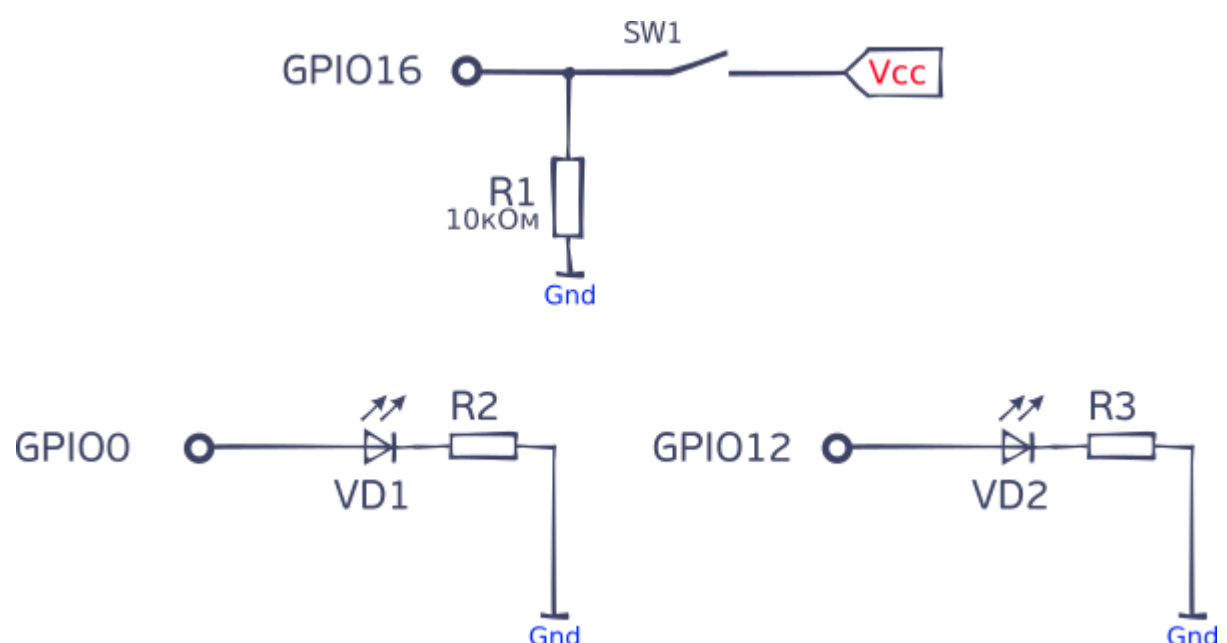 SW1
GPIO16
Vcc
R1
10кОм
Gnd
R2
R3
GPIO0
GPIO12
VD1
VD2
Gnd
Gnd